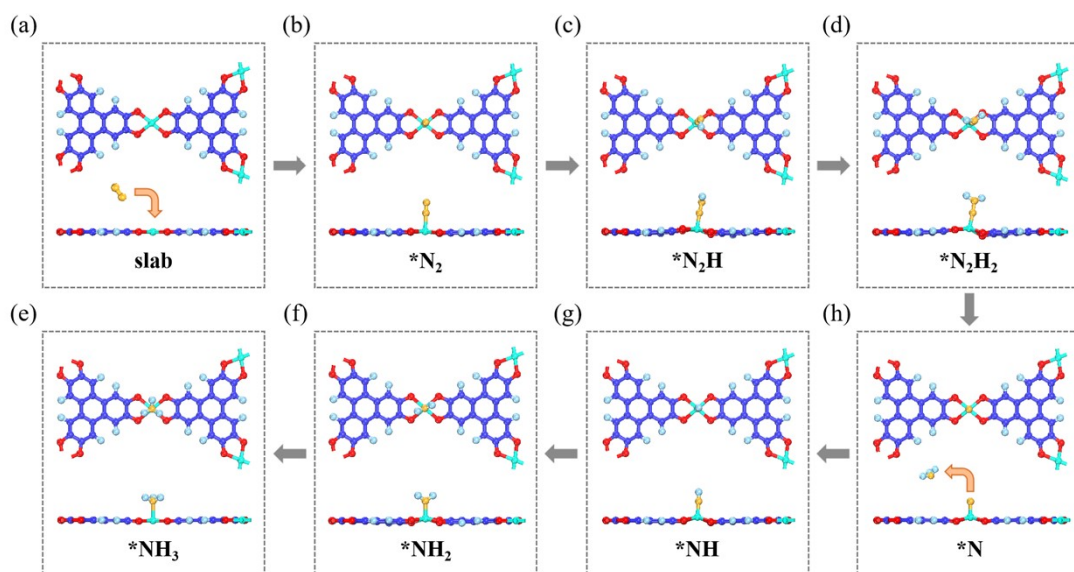 (a)
(b)
(c)
(d)
slab
*N₂
*N₂H
*N₂H₂
(e)
(f)
(g)
(h)
*NH₃
*NH₂
*NH
*N